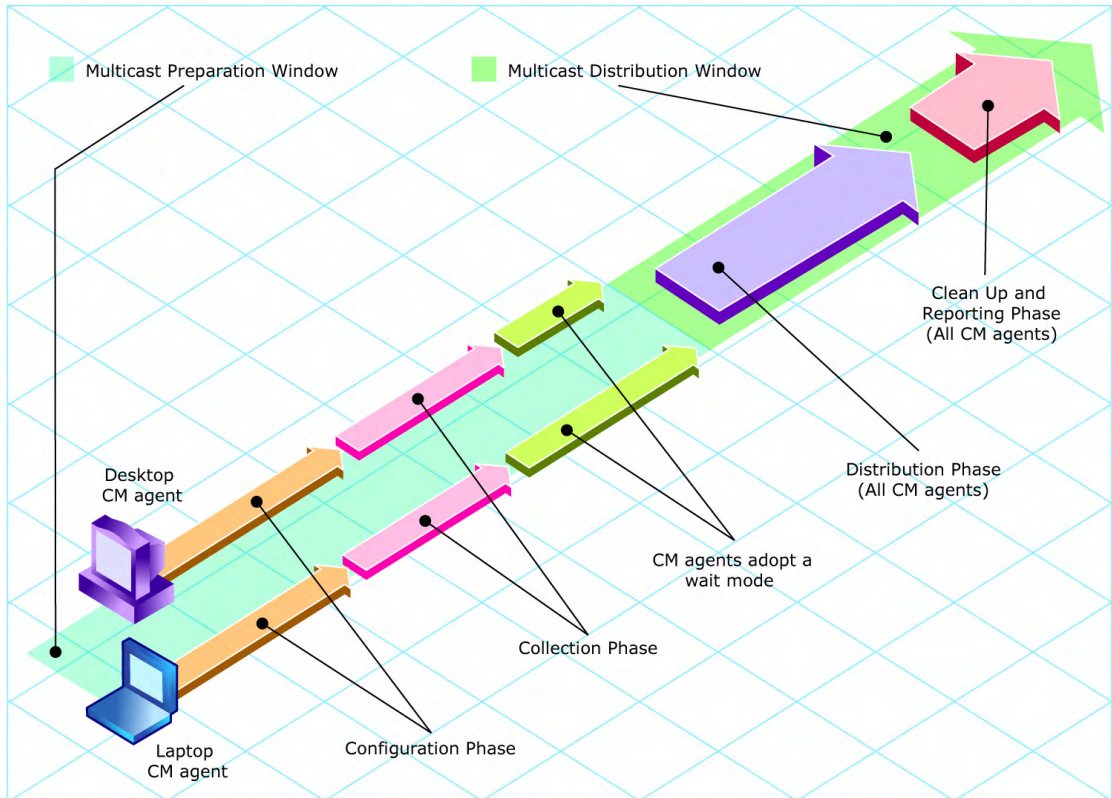 Multicast Preparation Window
Multicast Distribution Window
Clean Up and
Reporting Phase
(All CM agents)
Distribution Phase
(All CM agents)
Desktop
CM agent
CM agents adopt a
wait mode
Collection Phase
Configuration Phase
Laptop
CM agent